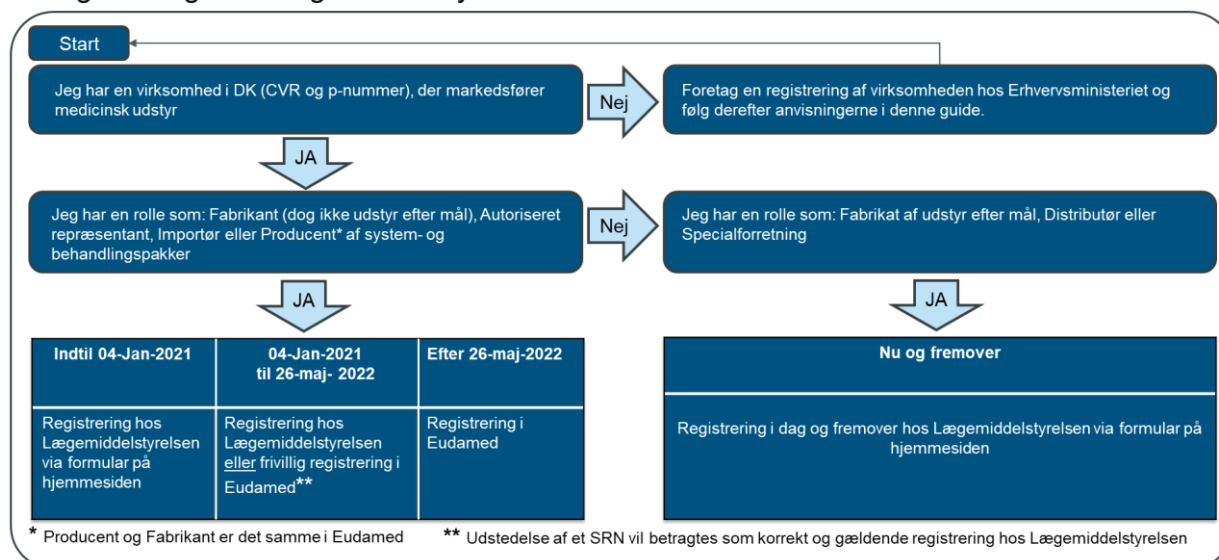 Start
Jeg har en virksomhed i DK (CVR og p-nummer), der markedsfører
medicinsk udstyr
Nej
Foretag en registrering af virksomheden hos Erhvervsministeriet og
følg derefter anvisningerne i denne guide.
JA
Jeg har en rolle som: Fabrikant (dog ikke udstyr efter mål), Autoriseret
repræsentant, Importør eller Producent* af system- og
behandlingspakker
Nej
Jeg har en rolle som: Fabrikat af udstyr efter mål, Distributør eller
Specialforretning
JA
JA
Indtil 04-Jan-2021
04-Jan-2021
til 26-maj- 2022
Efter 26-maj-2022
Registrering hos
Lægemiddelstyrelsen
via formular på
hjemmesiden
Registrering hos
Lægemiddelstyrelsen
eller frivillig registrering i
Eudamed**
Registrering i
Eudamed
Nu og fremover
Registrering i dag og fremover hos Lægemiddelstyrelsen via formular på
hjemmesiden
* Producent og Fabrikant er det samme i Eudamed
** Udstedelse af et SRN vil betragtes som korrekt og gældende registrering hos Lægemiddelstyrelsen